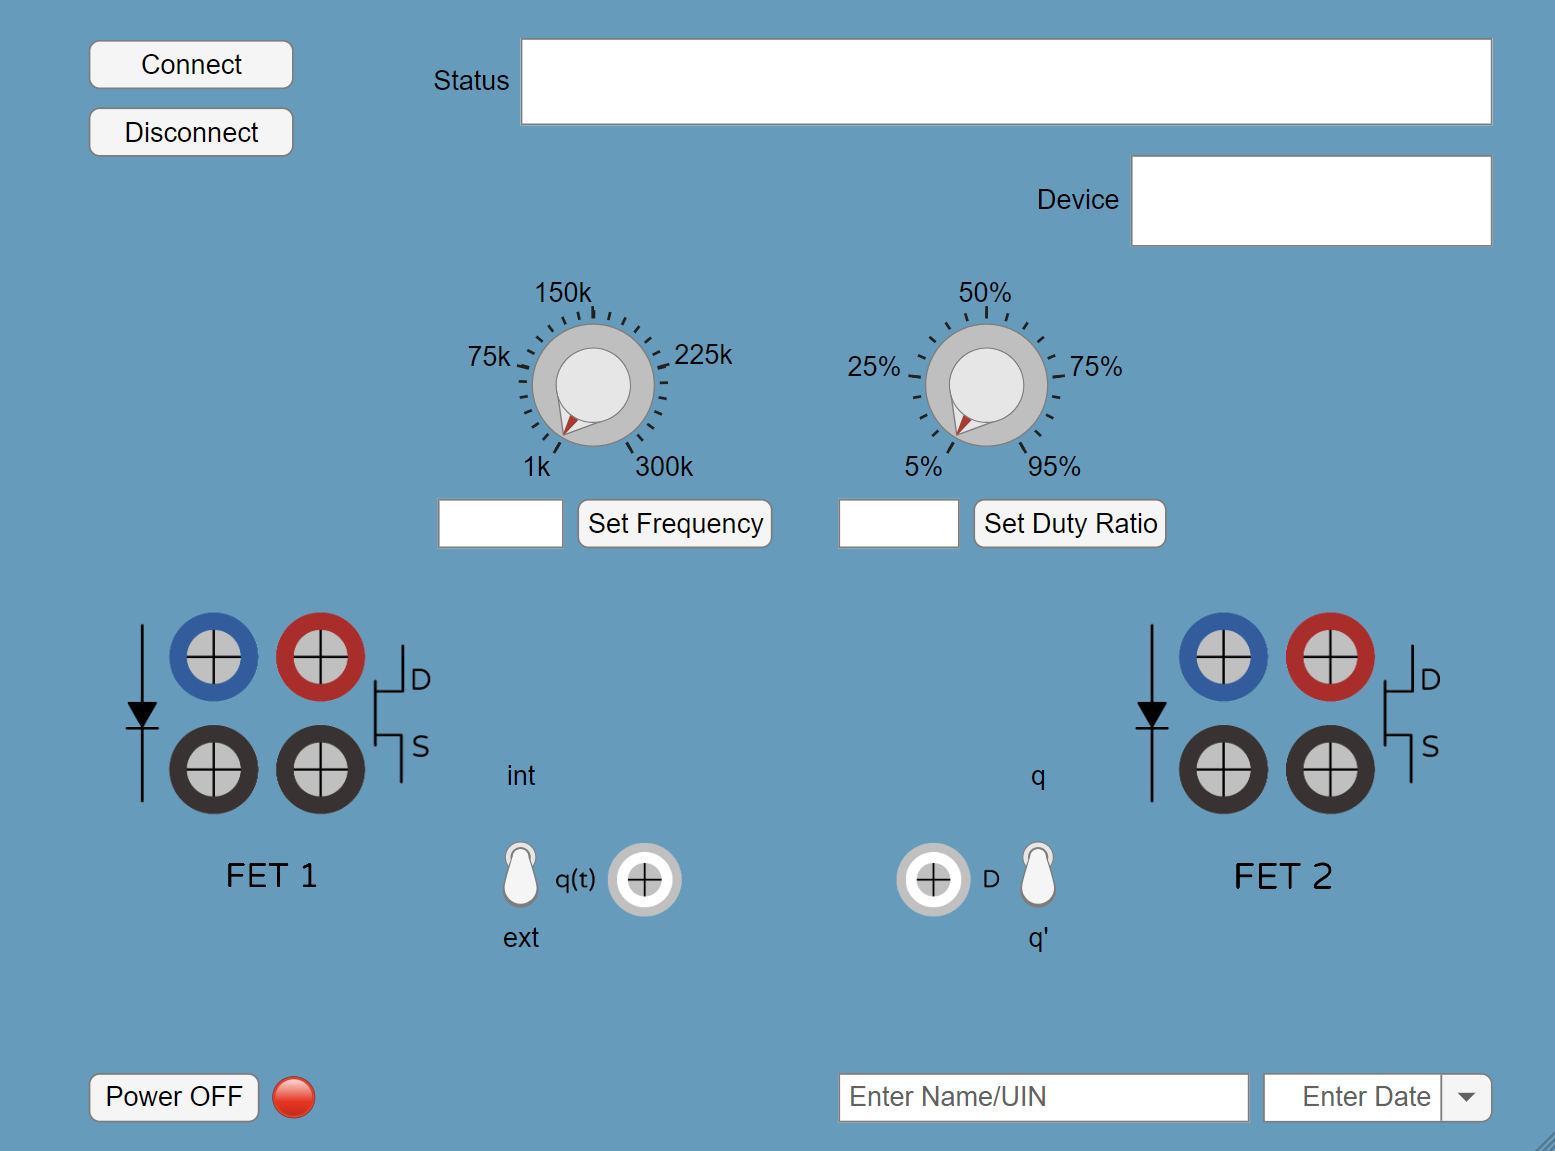 Connect
Status
Disconnect
Device
150k
50%
75k
225k
25%
75%
1k
300k
5%
95%
Set Frequency
Set Duty Ratio
D
D
S
S
int
q
FET 1
q(t)
D
FET 2
ext
q'
Power OFF
Enter Name/UIN
Enter Date